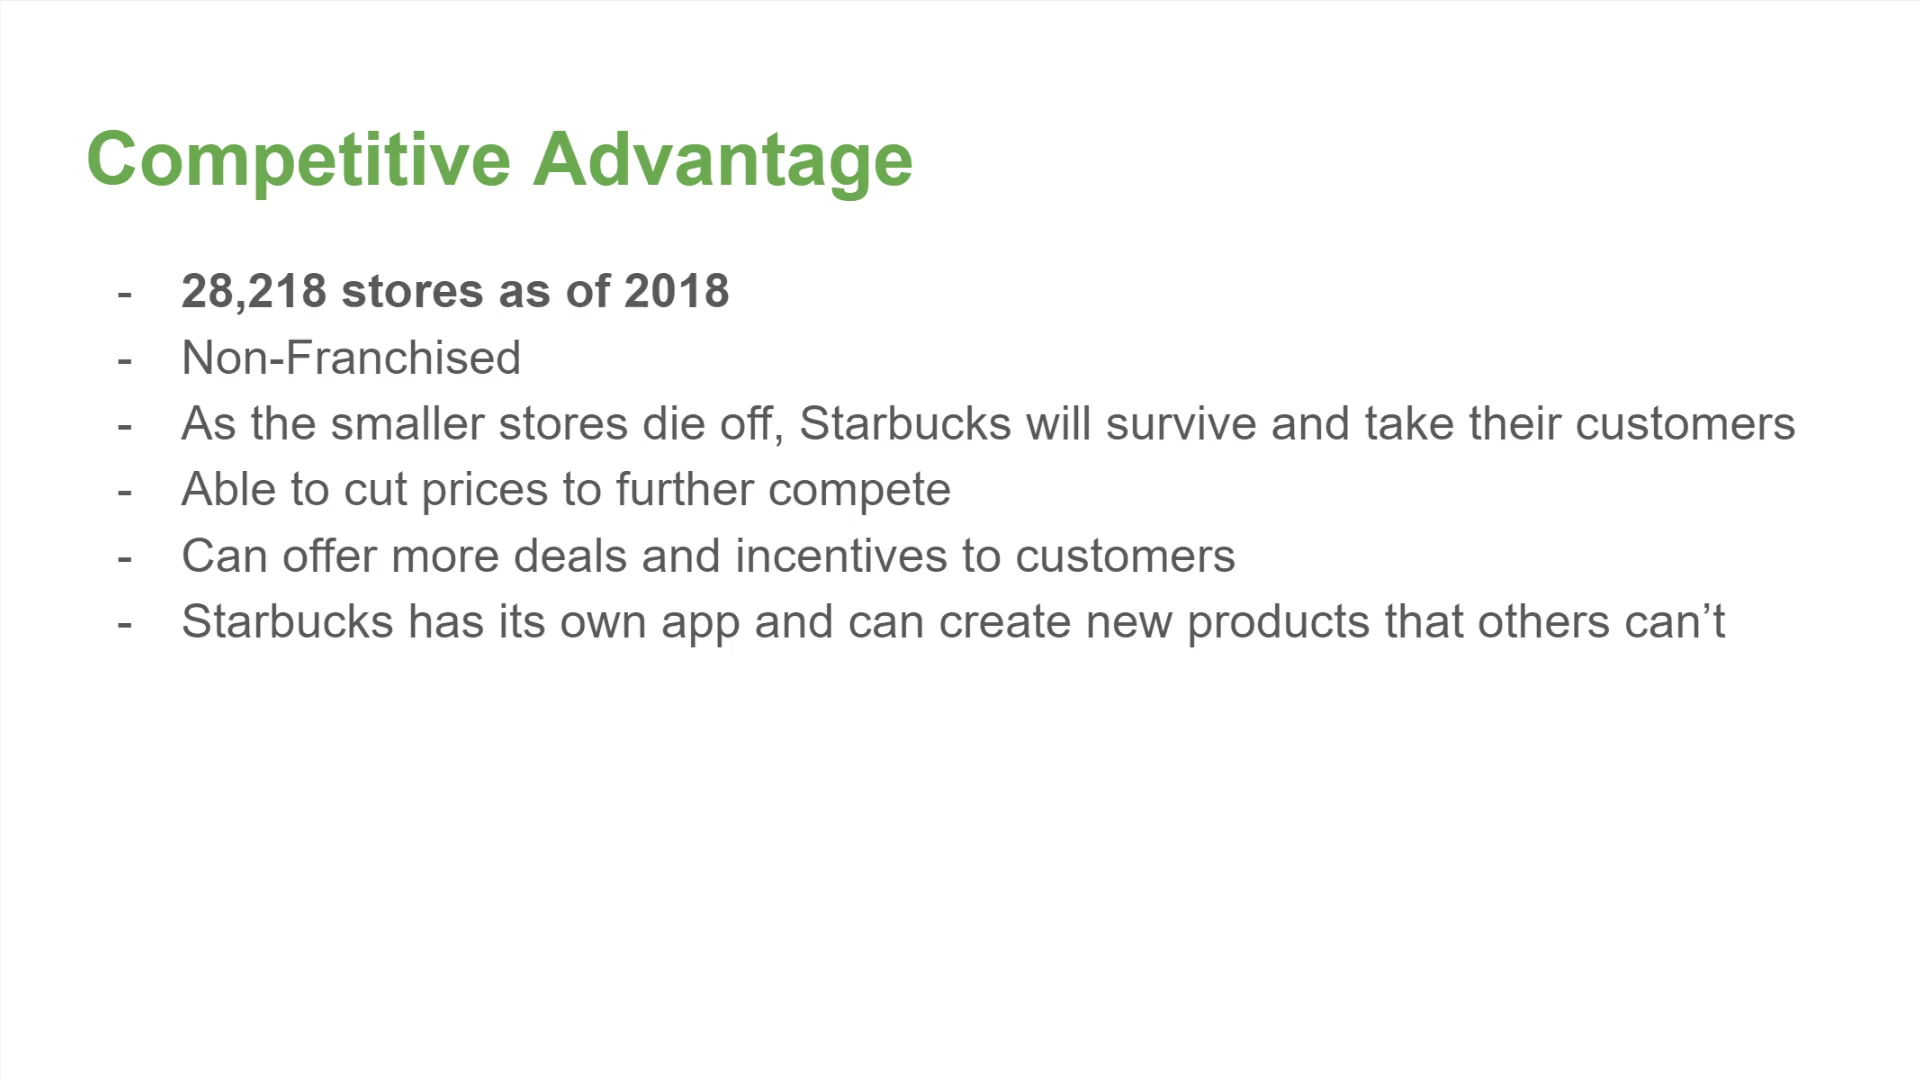 Competitive Advantage
- 28,218 stores as of 2018
- Non-Franchised
- As the smaller stores die off, Starbucks will survive and take their customers
- Able to cut prices to further compete
- Can offer more deals and incentives to customers
- Starbucks has its own app and can create new products that others can’t